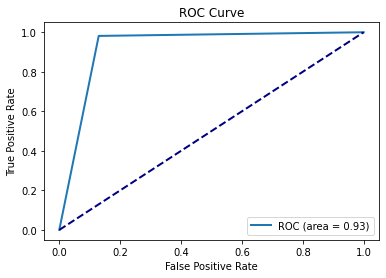 ROC Curve
True Positive Rate
1.0
0.8
0.6
0.4
0.2
0.0
ROC (area = 0.93)
0.0 0.2 0.4 0.6 0.8 1.0
False Positive Rate